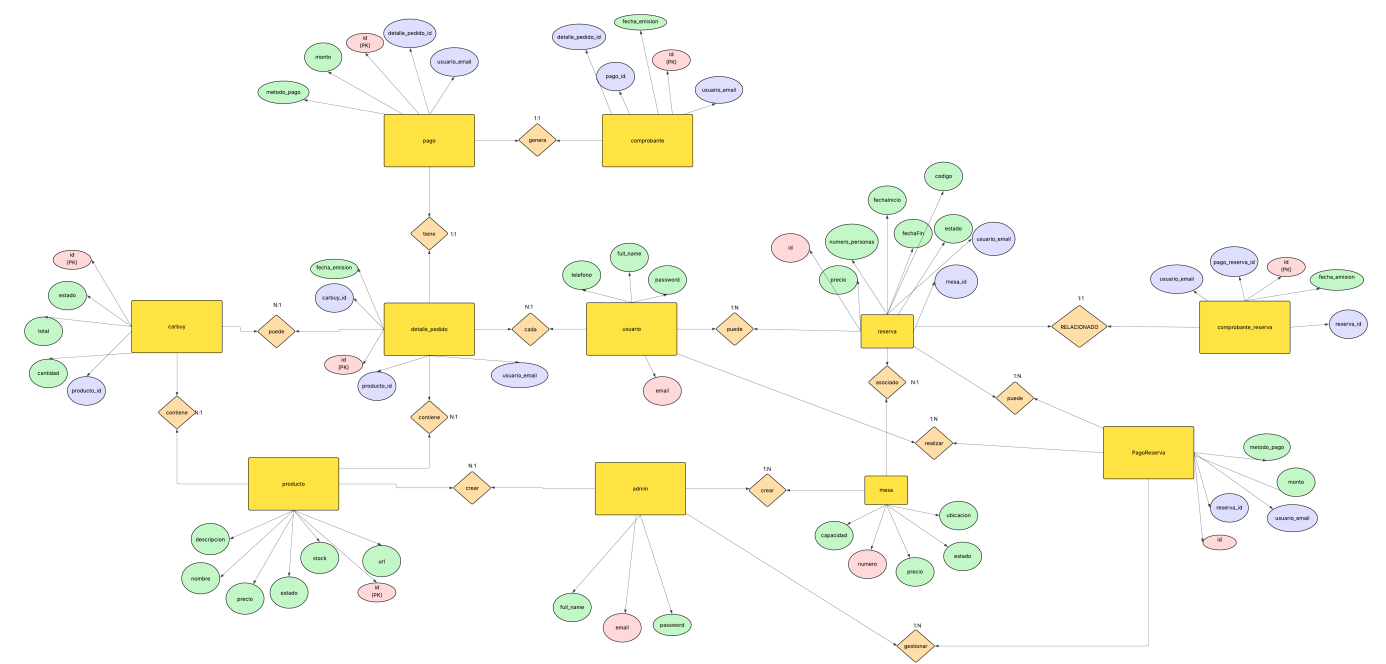 fecha_emision
id
(PK)
detalle_pedido_id
detalle_pedido_id
monto
usuario_email
id
(PK)
pago_id
metodo_pago
usuario_email
1:1
pago
genera
comprobante
codigo
fechaInicio
tiene
1:1
numero_personas
fechaFin
estado
usuario_email
id
full_name
id
(PK)
fecha_emision
telefono
password
precio
mesa_id
pago_reserva_id
id
(PK)
usuario_email
fecha_emision
estado
carbuy_id
N:1
N:1
1:N
1:1
total
carbuy
puede
detalle_pedido
cada
usuario
puede
reserva
RELACIONADO
comprobante_reserva
reserva_id
cantidad
producto_id
id
(PK)
producto_id
usuario_email
email
asociado
N:1
1:N
puede
contiene
N:1
contiene
N:1
1:N
realizar
metodo_pago
PagoReserva
monto
N:1
1:N
producto
crear
admin
crear
mesa
reserva_id
usuario_email
id
descripcion
stock
url
capacidad
ubicacion
nombre
precio
estado
id
(PK)
numero
precio
estado
full_name
email
password
1:N
gestionar